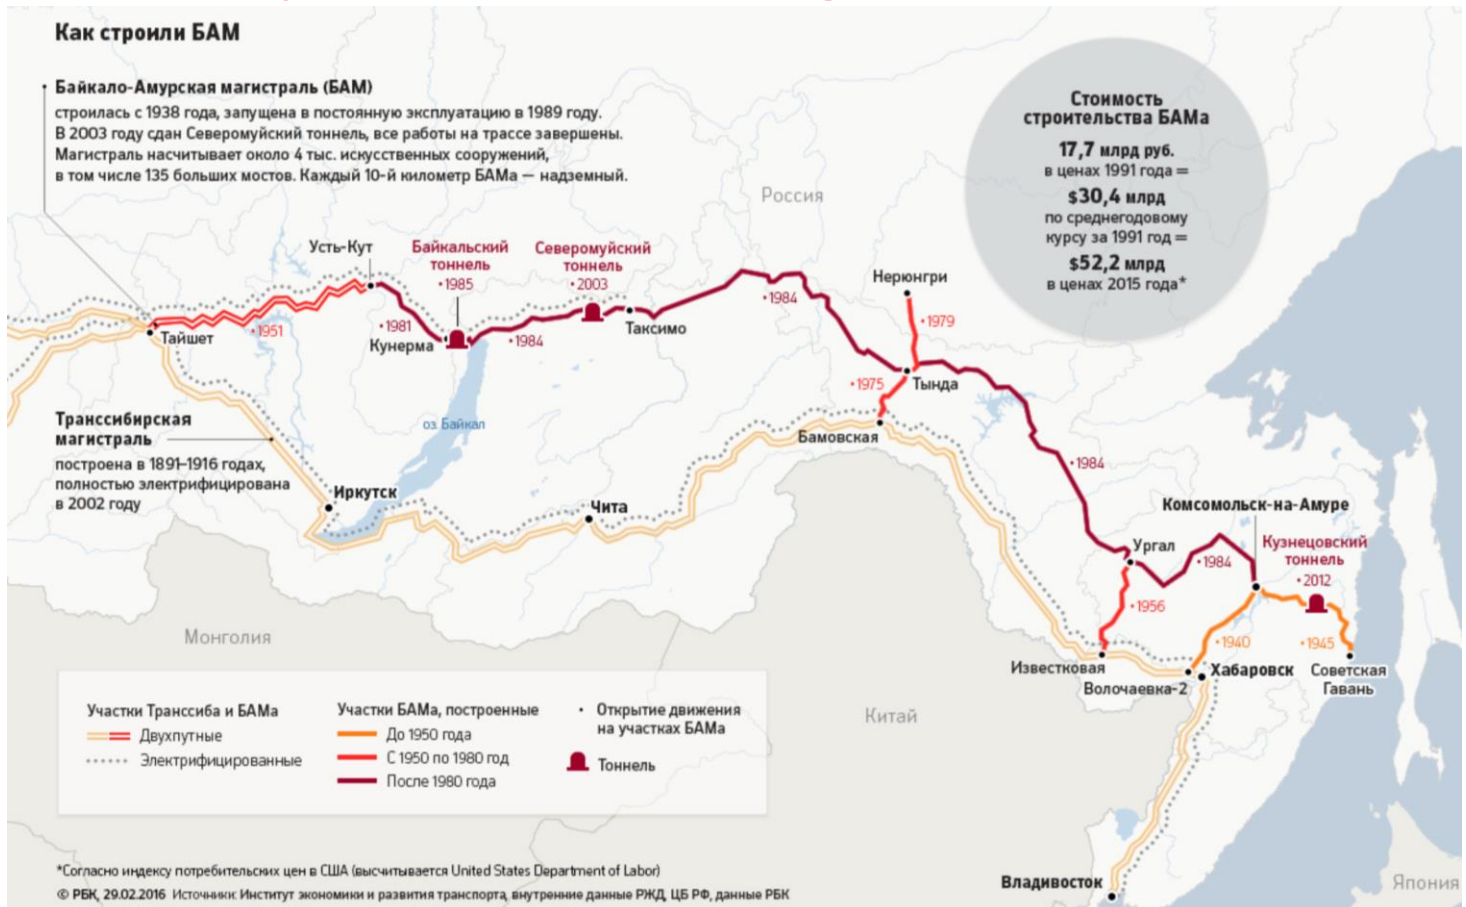 Как строили БАМ
Байкало-Амурская магистраль (БАМ)
строилась с 1938 года, запущена в постоянную эксплуатацию в 1989 году.
В 2003 году сдан Северомуйский тоннель, все работы на трассе завершены.
Магистраль насчитывает около 4 тыс. искусственных сооружений,
в том числе 135 больших мостов. Каждый 10-й километр БАМа — надземный.
Стоимость
строительства БАМа
17,7 млрд руб.
в ценах 1991 года =
$30,4 млрд
по среднегодовому
курсу за 1991 год =
$52,2 млрд
в ценах 2015 года*
Россия
Усть-Кут
Байкальский
тоннель
•1985
Северомуйский
тоннель
•2003
Нерюнгри
•1984
•1979
•1951
Тайшет
•1981
Кунерма
•1984
Таксимо
•1975
Тында
Транссибирская
магистраль
построена в 1891–1916 годах,
полностью электрифицирована
в 2002 году
оз. Байкал
Бамовская
•1984
Иркутск
Чита
Комсомольск-на-Амуре
Ургал
•1984
Кузнецовский
тоннель
•2012
•1956
Монголия
•1940
•1945
Известковая
Волочаевка-2
Хабаровск
Советская
Гавань
Китай
Участки Транссиба и БАМа
Двухпутные
Электрифицированные
Участки БАМа, построенные
До 1950 года
С 1950 по 1980 год
После 1980 года
• Открытие движения
на участках БАМа
Тоннель
Владивосток
Япония
*Согласно индексу потребительских цен в США (высчитывается United States Department of Labor)
© РБК, 29.02.2016 Источники: Институт экономики и развития транспорта, внутренние данные РЖД, ЦБ РФ, данные РБК